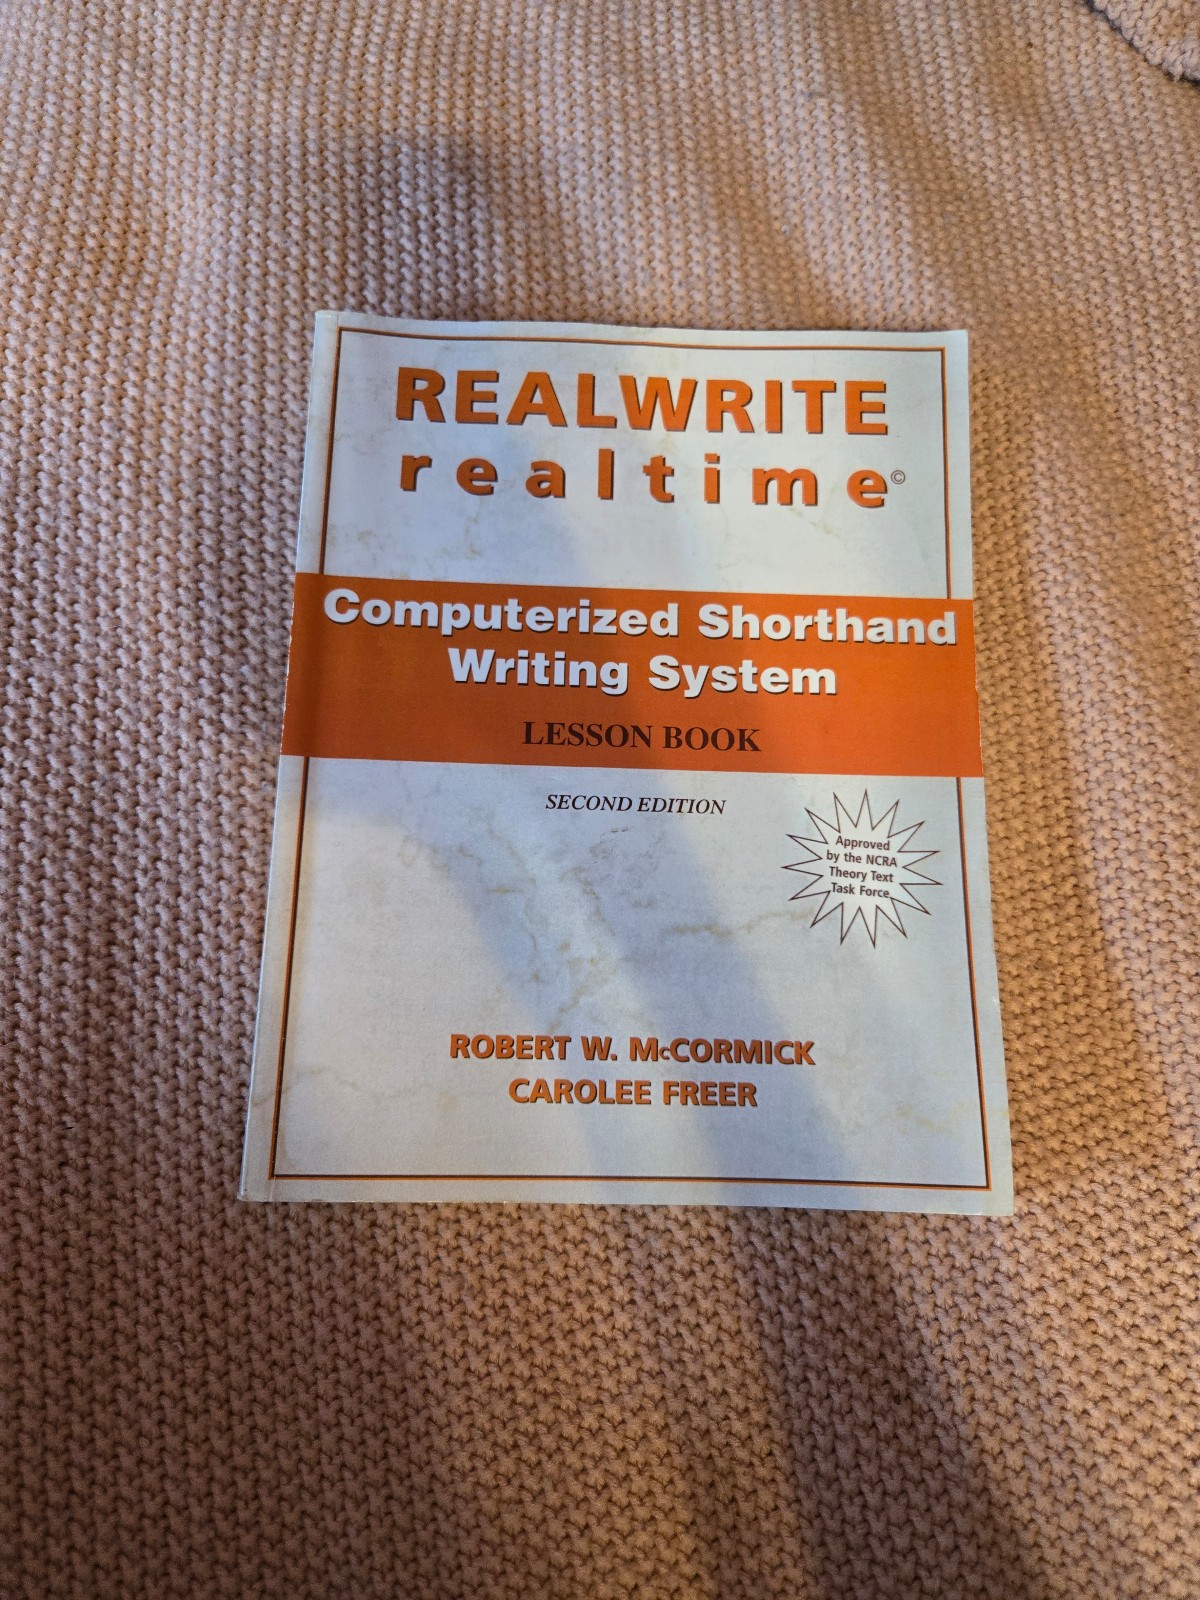 REALWRITE
realtime©
Computerized Shorthand
Writing System
LESSON BOOK
SECOND EDITION
Approved
by the NCRA
Theory Text
Task Force
ROBERT W. McCORMICK
CAROLEE FREER